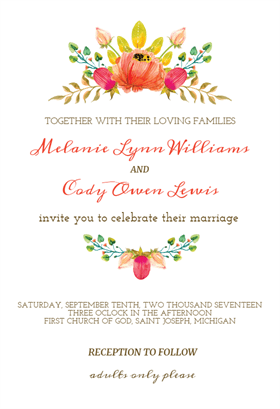 TOGETHER WITH THEIR LOVING FAMILIES
Melanie Lynn Williams
AND
Cody Owen Lewis
invite you to celebrate their marriage
SATURDAY, SEPTEMBER TENTH, TWO THOUSAND SEVENTEEN
THREE OCLOCK IN THE AFTERNOON
FIRST CHURCH OF GOD, SAINT JOSEPH, MICHIGAN
RECEPTION TO FOLLOW
adults only please